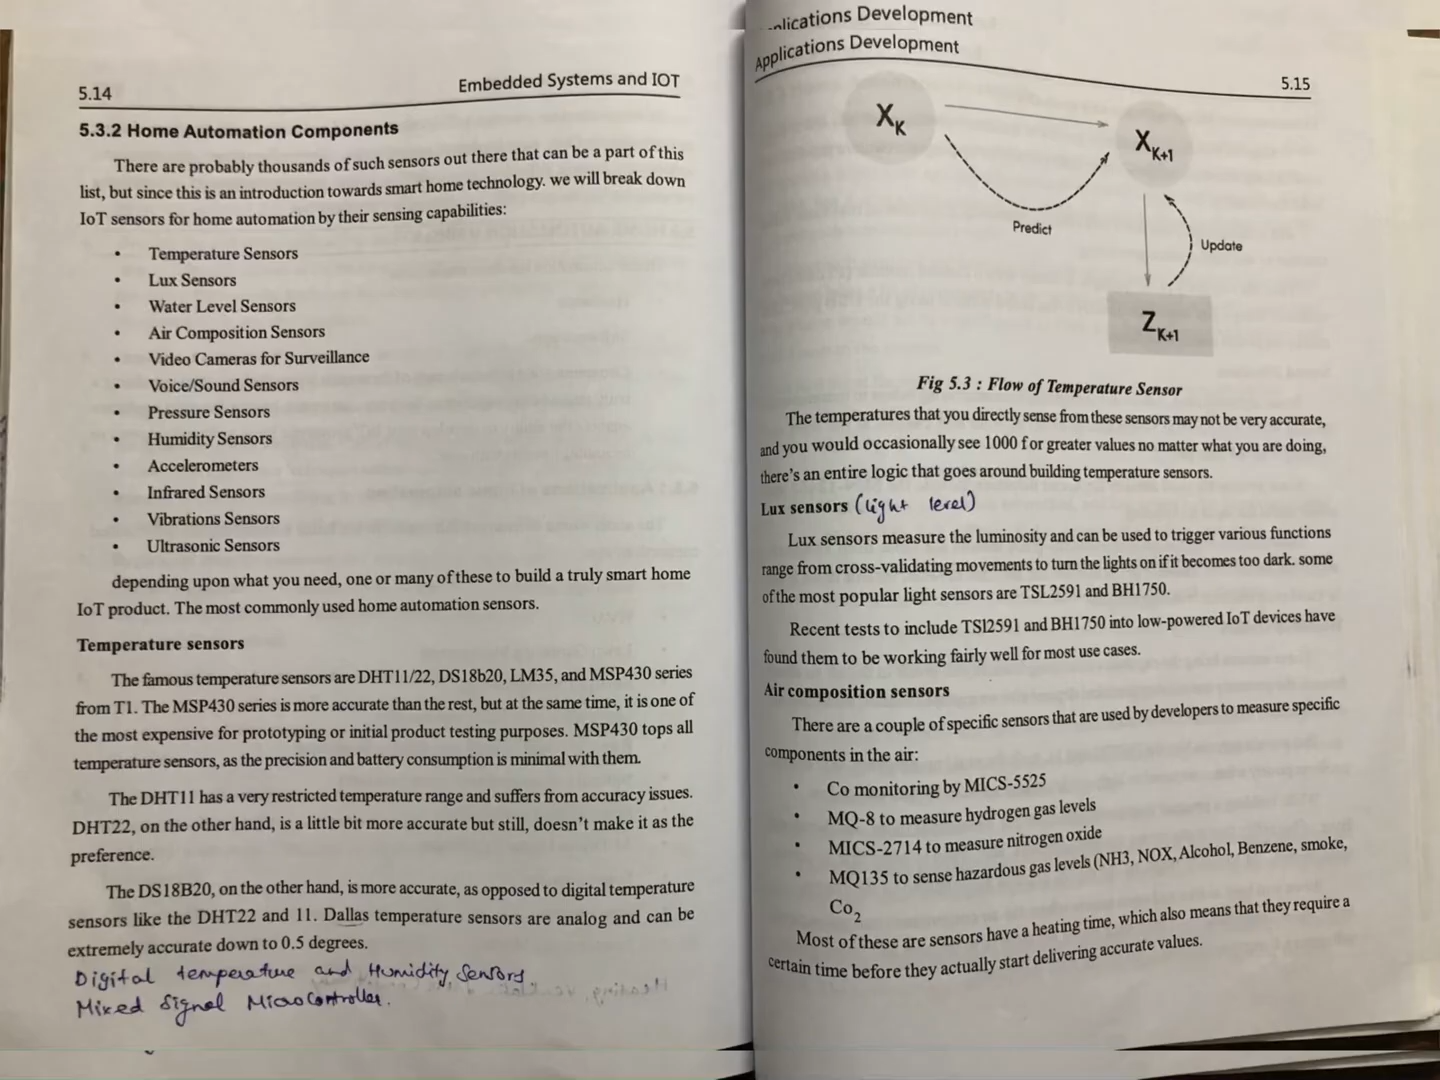 5.14
Embedded Systems and IOT
5.3.2 Home Automation Components
There are probably thousands of such sensors out there that can be a part of this
list, but since this is an introduction towards smart home technology. we will break down
IoT sensors for home automation by their sensing capabilities:
• Temperature Sensors
• Lux Sensors
• Water Level Sensors
• Air Composition Sensors
• Video Cameras for Surveillance
• Voice/Sound Sensors
• Pressure Sensors
• Humidity Sensors
• Accelerometers
• Infrared Sensors
• Vibrations Sensors
• Ultrasonic Sensors
depending upon what you need, one or many of these to build a truly smart home
IoT product. The most commonly used home automation sensors.
Temperature sensors
The famous temperature sensors are DHT11/22, DS18b20, LM35, and MSP430 series
from T1. The MSP430 series is more accurate than the rest, but at the same time, it is one of
the most expensive for prototyping or initial product testing purposes. MSP430 tops all
temperature sensors, as the precision and battery consumption is minimal with them.
The DHT11 has a very restricted temperature range and suffers from accuracy issues.
DHT22, on the other hand, is a little bit more accurate but still, doesn't make it as the
preference.
The DS18B20, on the other hand, is more accurate, as opposed to digital temperature
sensors like the DHT22 and 11. Dallas temperature sensors are analog and can be
extremely accurate down to 0.5 degrees.
Digital temperature and Humidity Sensors
Mixed Signal MicroController.
Applications Development
Applications Development
5.15
X K
X K+1
Predict
Update
Z K+1
Fig 5.3 : Flow of Temperature Sensor
The temperatures that you directly sense from these sensors may not be very accurate,
and you would occasionally see 1000 f or greater values no matter what you are doing,
there's an entire logic that goes around building temperature sensors.
Lux sensors (light level)
Lux sensors measure the luminosity and can be used to trigger various functions
range from cross-validating movements to turn the lights on if it becomes too dark. some
of the most popular light sensors are TSL2591 and BH1750.
Recent tests to include TSl2591 and BH1750 into low-powered IoT devices have
found them to be working fairly well for most use cases.
Air composition sensors
There are a couple of specific sensors that are used by developers to measure specific
components in the air:
• Co monitoring by MICS-5525
• MQ-8 to measure hydrogen gas levels
• MICS-2714 to measure nitrogen oxide
• MQ135 to sense hazardous gas levels (NH3, NOX, Alcohol, Benzene, smoke,
Co2
Most of these are sensors have a heating time, which also means that they require a
certain time before they actually start delivering accurate values.